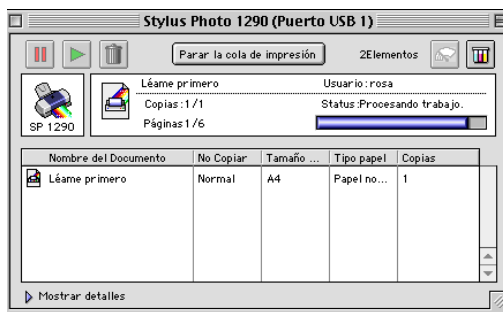 Stylus Photo 1290 (Puerto USB 1)
Parar la cola de impresión
2Elementos
SP 1290
Léame primero
Usuario:rosa
Copias:1/1
Status:Procesando trabajo.
Páginas1/6
Nombre del Documento No Copiar Tamaño ... Tipo papel Copias
Léame primero Normal A4 Papel no... 1
Mostrar detalles